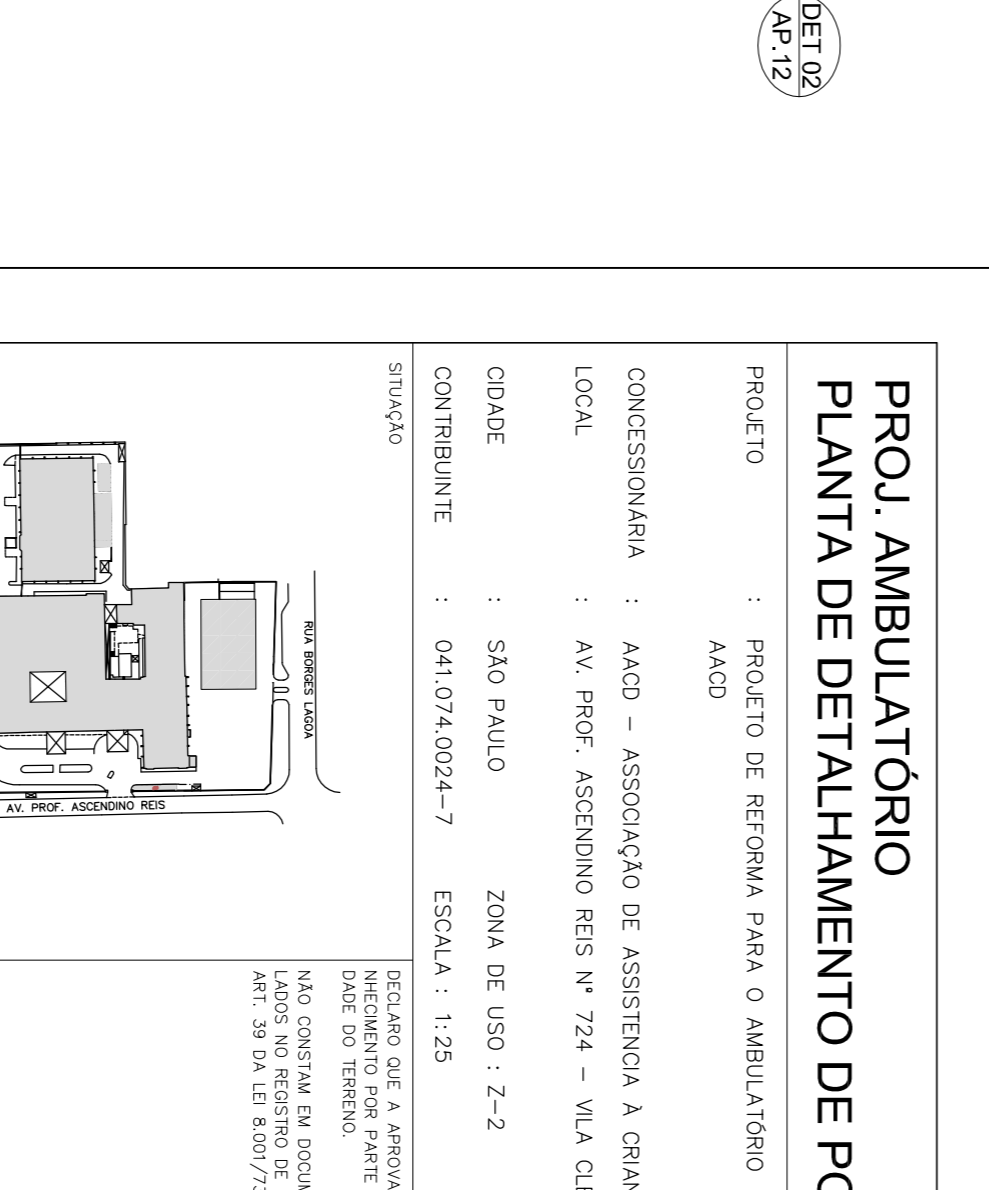 DET 02
AP.12
PROJ. AMBULATÓRIO
PLANTA DE DETALHAMENTO DE PO
PROJETO : PROJETO DE REFORMA PARA O AMBULATÓRIO
AACD
CONCESSIONÁRIA : AACD – ASSOCIAÇÃO DE ASSISTENCIA À CRIAN
LOCAL : AV. PROF. ASCENDINO REIS N° 724 – VILA CLE
CIDADE : SÃO PAULO ZONA DE USO : Z–2
CONTRIBUINTE : 041.074.0024–7 ESCALA : 1:25
SITUAÇÃO
RUA BORGES LAGOA
AV. PROF. ASCENDINO REIS
DECLARO QUE A APROVA
NHECIMENTO POR PARTE
DADE DO TERRENO.
NÃO CONSTAM EM DOCUM
LADOS NO REGISTRO DE
ART. 39 DA LEI 8.001/73